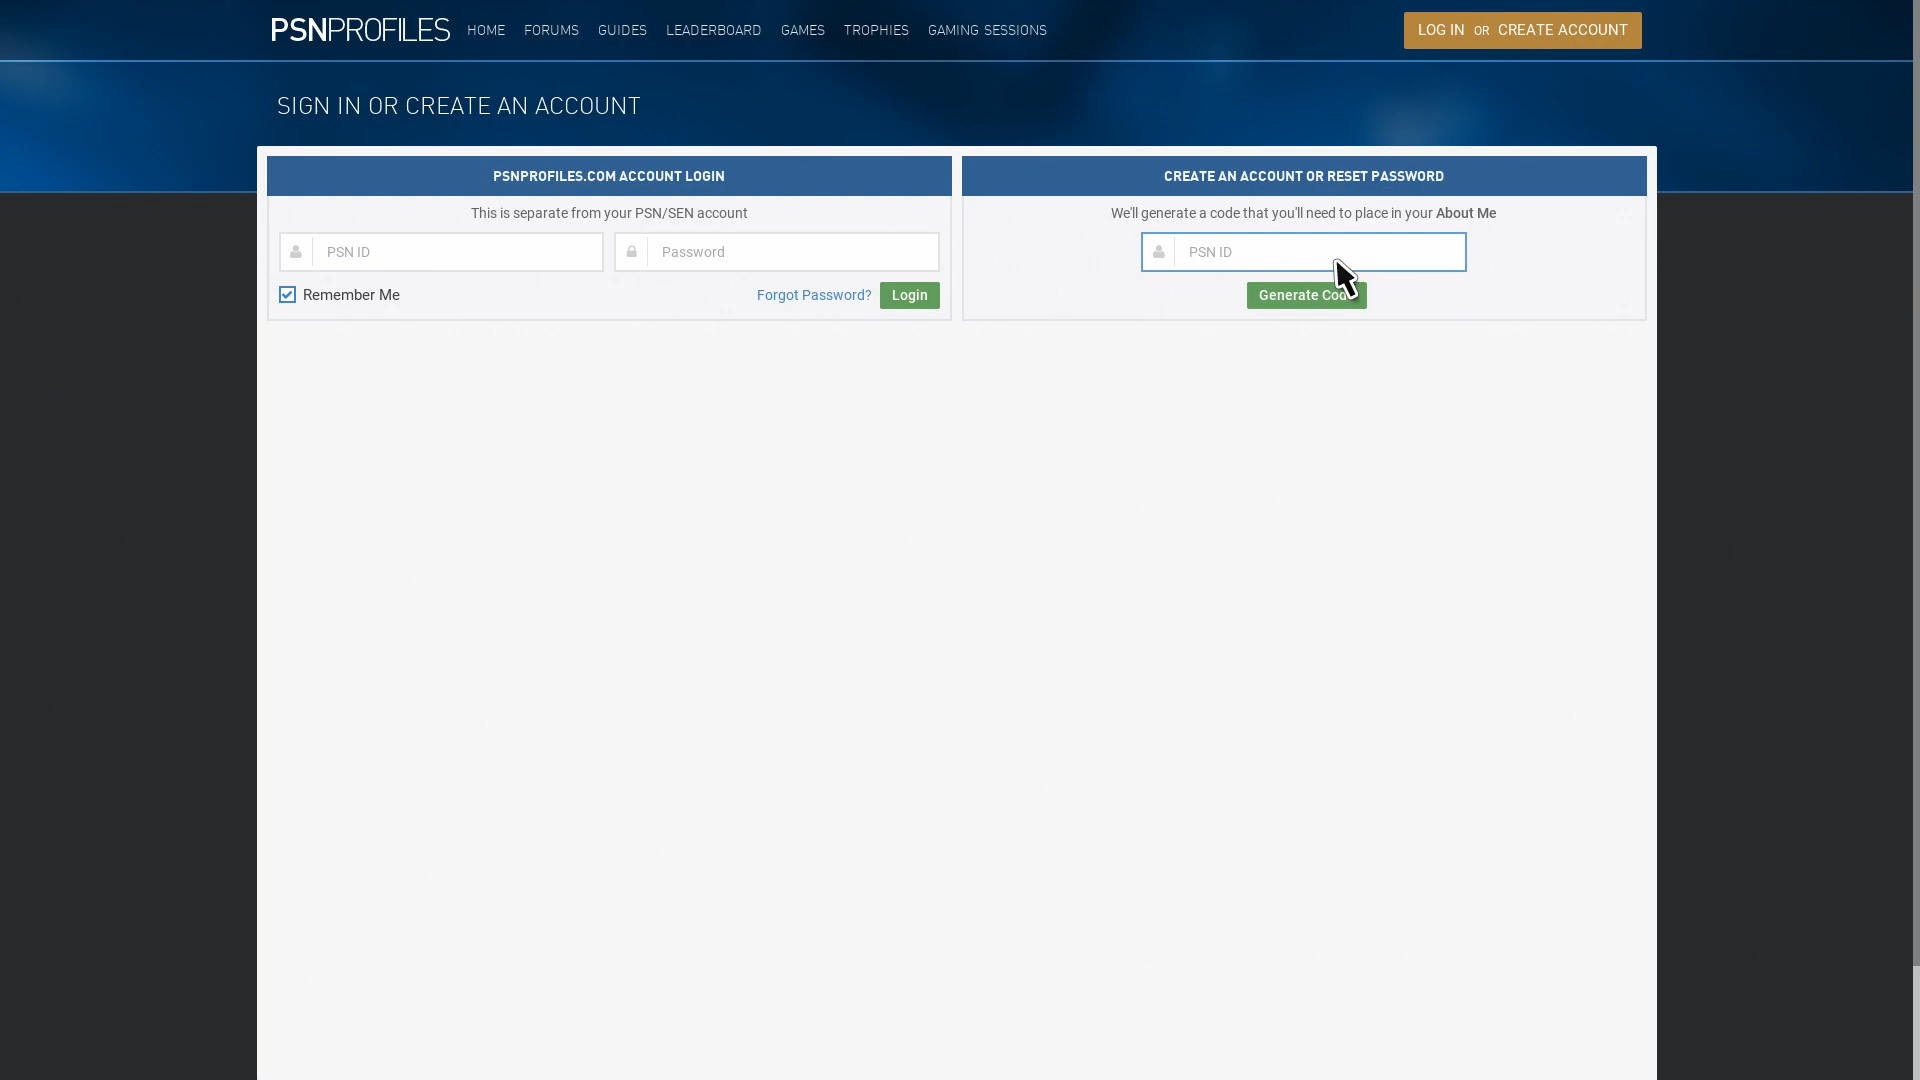 PSNPROFILES HOME FORUMS GUIDES LEADERBOARD GAMES TROPHIES GAMING SESSIONS LOG IN OR CREATE ACCOUNT
SIGN IN OR CREATE AN ACCOUNT
PSNPROFILES.COM ACCOUNT LOGIN
This is separate from your PSN/SEN account
PSN ID
Password
Remember Me
Forgot Password?
Login
CREATE AN ACCOUNT OR RESET PASSWORD
We'll generate a code that you'll need to place in your About Me
PSN ID
Generate Code